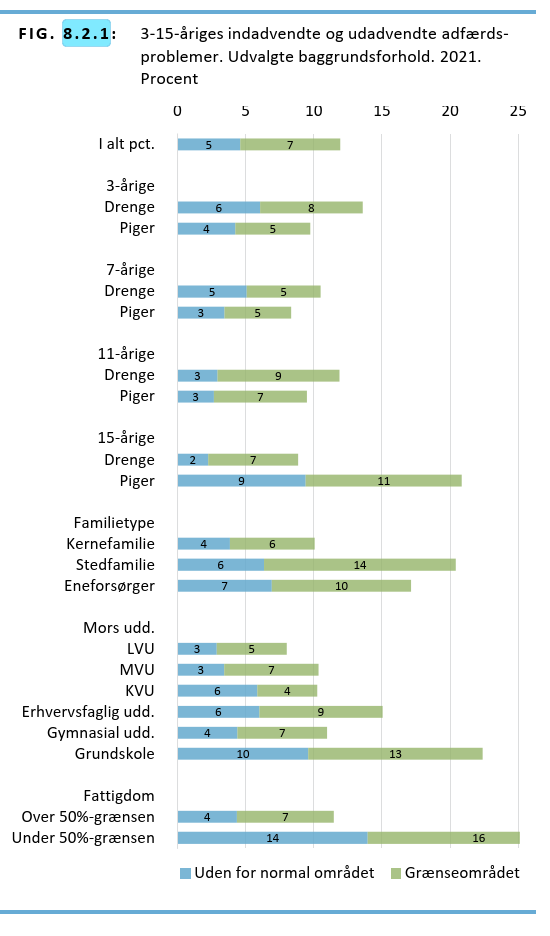 FIG. 8.2.1: 3-15-åriges indadvendte og udadvendte adfærds-
problemer. Udvalgte baggrundsforhold. 2021.
Procent
0 5 10 15 20 25
I alt pct. 5 7
3-årige
Drenge 6 8
Piger 4 5
7-årige
Drenge 5 5
Piger 3 5
11-årige
Drenge 3 9
Piger 3 7
15-årige
Drenge 2 7
Piger 9 11
Familietype
Kernefamilie 4 6
Stedfamilie 6 14
Eneforsørger 7 10
Mors udd.
LVU 3 5
MVU 3 7
KVU 6 4
Erhvervsfaglig udd. 6 9
Gymnasial udd. 4 7
Grundskole 10 13
Fattigdom
Over 50%-grænsen 4 7
Under 50%-grænsen 14 16
Uden for normal området Grænseområdet